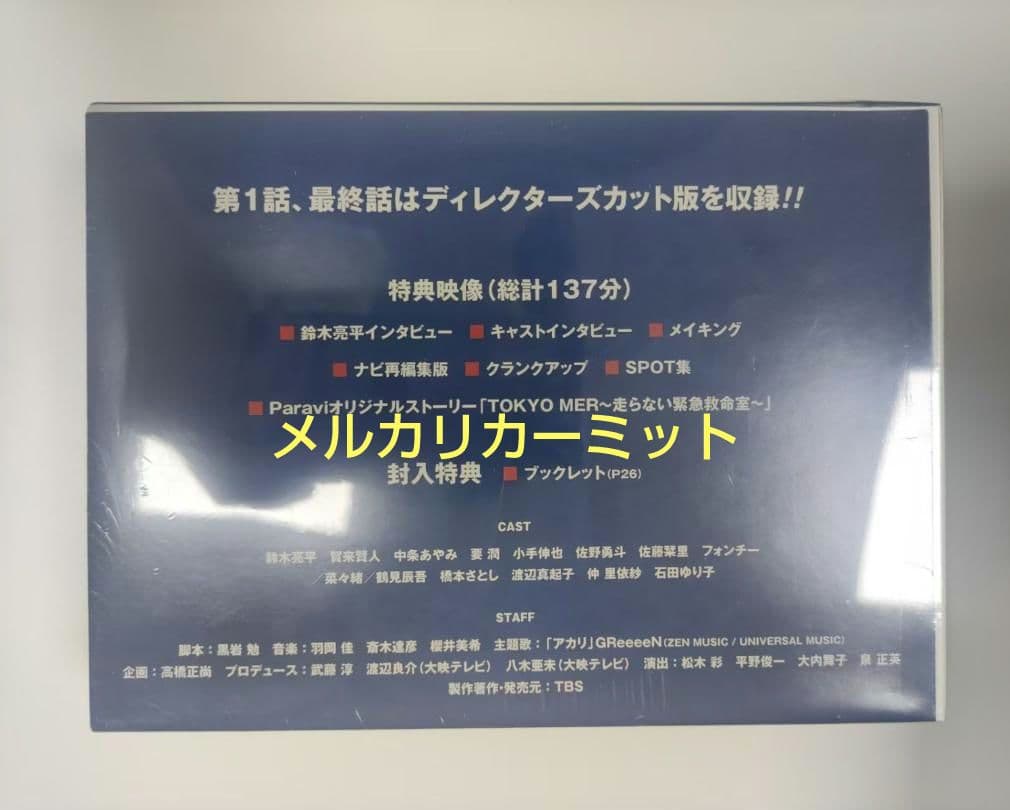 第1話、最終話はディレクターズカット版を収録!!
特典映像(総計137分)
■ 鈴木亮平インタビュー ■ キャストインタビュー ■ メイキング
■ ナビ再編集版 ■ クランクアップ ■ SPOT集
■ Paraviオリジナルストーリー「TOKYO MER〜走らない緊急救命室〜」
メルカリカーミット
封入特典 ■ ブックレット(P26)
CAST
鈴木亮平 賀来賢人 中条あやみ 要 潤 小手伸也 佐野勇斗 佐藤栞里 フォンチー
/菜々緒/鶴見辰吾 橋本さとし 渡辺真起子 仲 里依紗 石田ゆり子
STAFF
脚本:黒岩 勉 音楽:羽岡 佳 斎木達彦 櫻井美希 主題歌:「アカリ」GReeeeN(ZEN MUSIC / UNIVERSAL MUSIC)
企画:高橋正尚 プロデュース:武藤 淳 渡辺良介(大映テレビ) 八木亜未(大映テレビ) 演出:松木 彩 平野俊一 大内舞子 泉 正英
製作著作・発売元:TBS